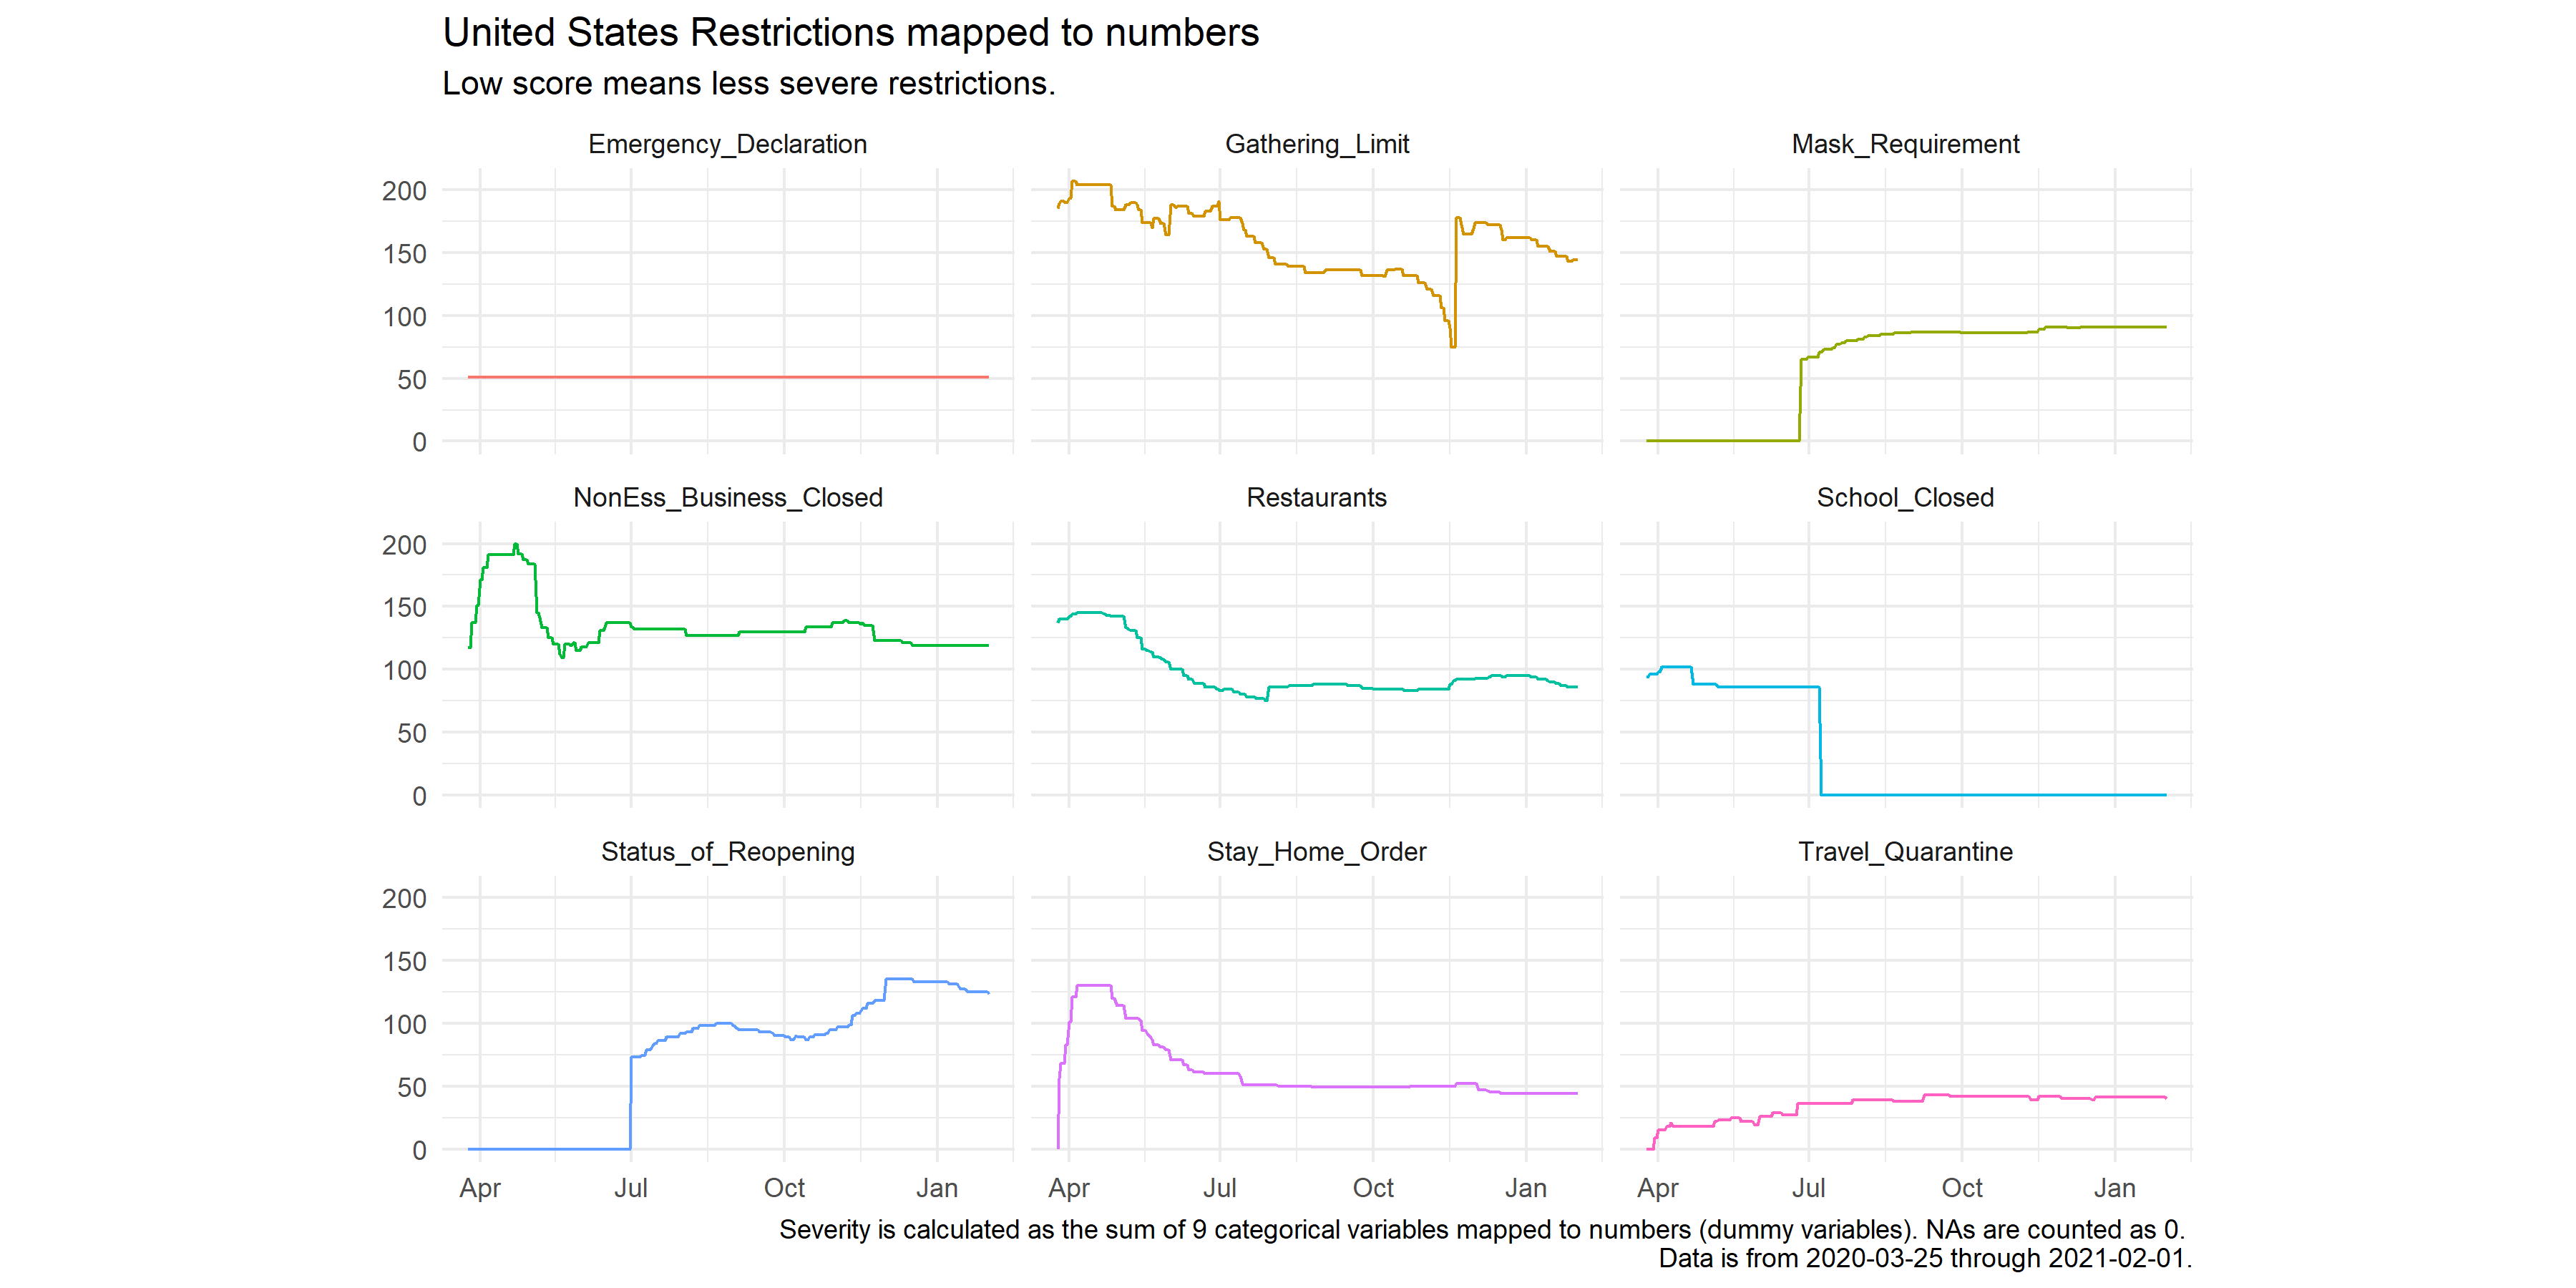 United States Restrictions mapped to numbers
Low score means less severe restrictions.
Emergency_Declaration
Gathering_Limit
Mask_Requirement
200
150
100
50
0
NonEss_Business_Closed
Restaurants
School_Closed
200
150
100
50
0
Status_of_Reopening
Stay_Home_Order
Travel_Quarantine
200
150
100
50
0
Apr Jul Oct Jan
Apr Jul Oct Jan
Apr Jul Oct Jan
Severity is calculated as the sum of 9 categorical variables mapped to numbers (dummy variables). NAs are counted as 0.
Data is from 2020-03-25 through 2021-02-01.